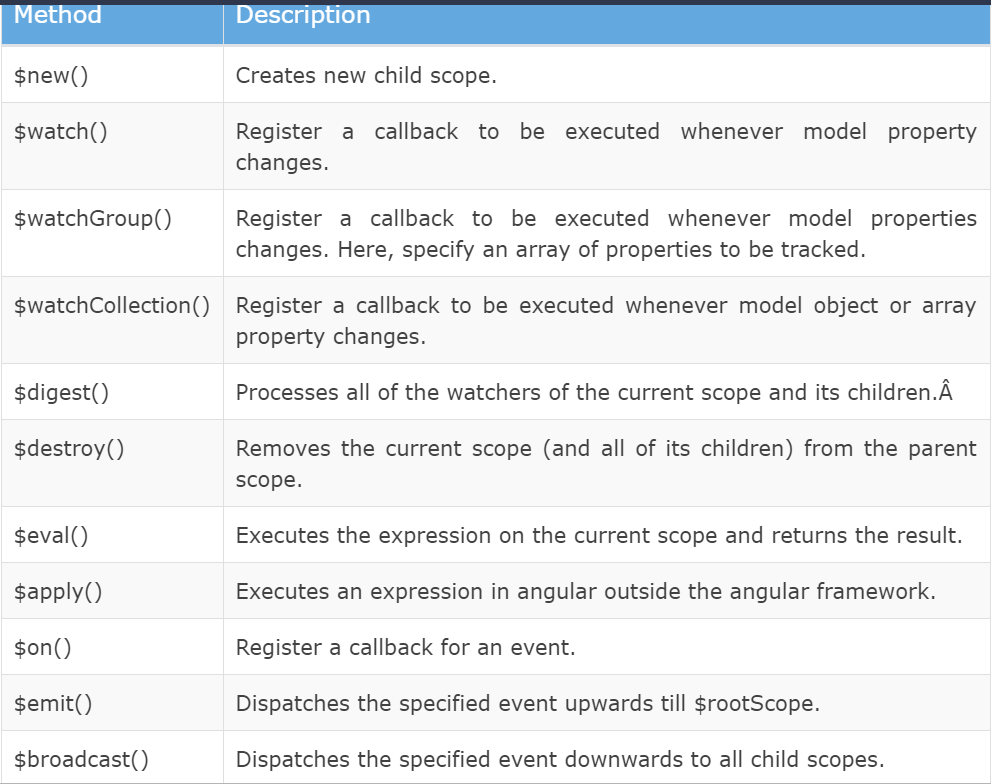 Method Description
$new() Creates new child scope.
$watch() Register a callback to be executed whenever model property
changes.
$watchGroup() Register a callback to be executed whenever model properties
changes. Here, specify an array of properties to be tracked.
$watchCollection() Register a callback to be executed whenever model object or array
property changes.
$digest() Processes all of the watchers of the current scope and its children.Â
$destroy() Removes the current scope (and all of its children) from the parent
scope.
$eval() Executes the expression on the current scope and returns the result.
$apply() Executes an expression in angular outside the angular framework.
$on() Register a callback for an event.
$emit() Dispatches the specified event upwards till $rootScope.
$broadcast() Dispatches the specified event downwards to all child scopes.